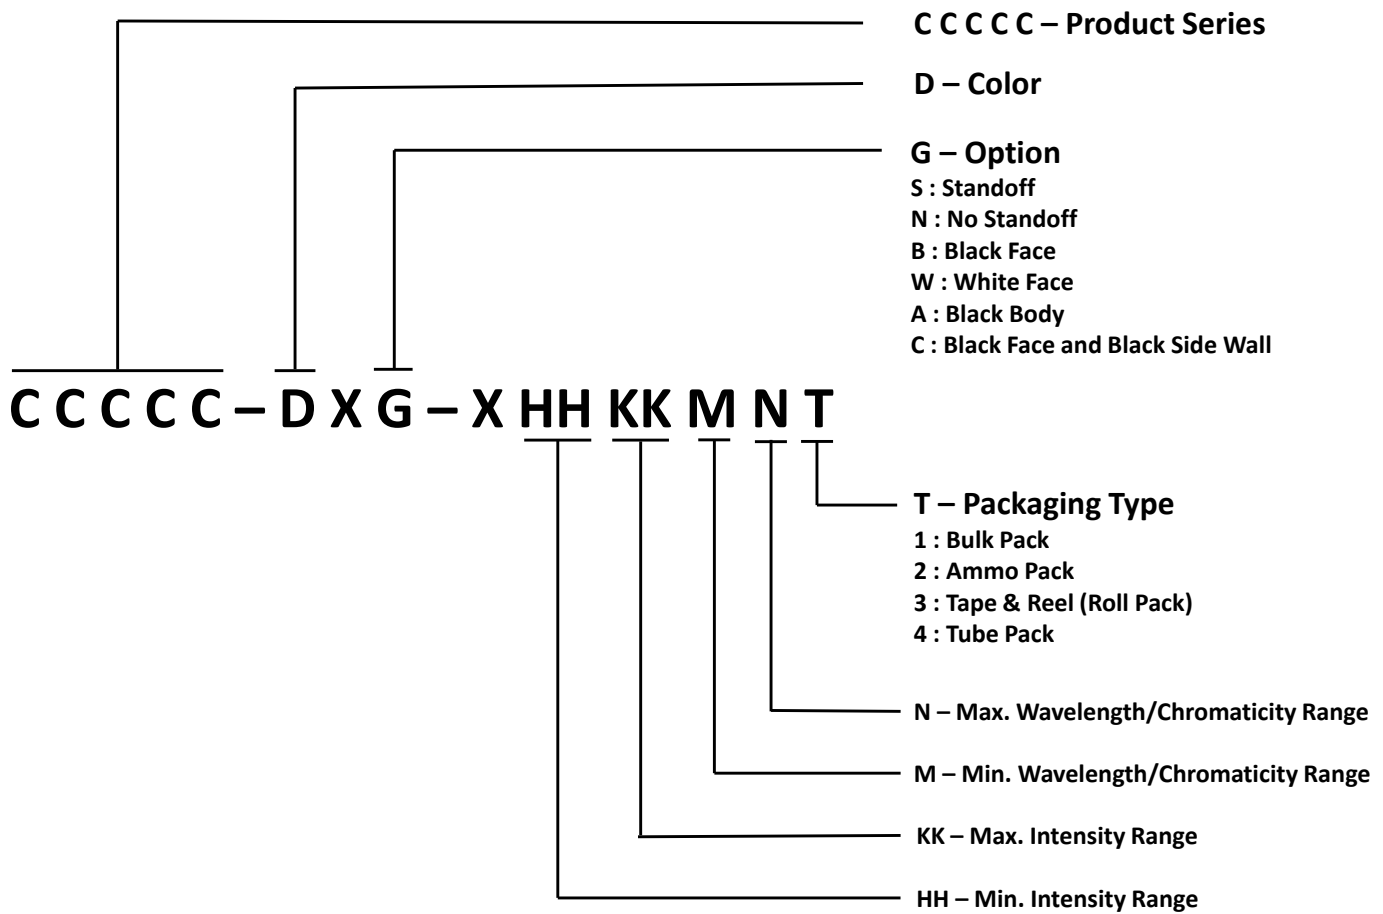 C C C C C – Product Series
D – Color
G – Option
S : Standoff
N : No Standoff
B : Black Face
W : White Face
A : Black Body
C : Black Face and Black Side Wall
C C C C C – D X G – X HH KK M N T
T – Packaging Type
1 : Bulk Pack
2 : Ammo Pack
3 : Tape & Reel (Roll Pack)
4 : Tube Pack
N – Max. Wavelength/Chromaticity Range
M – Min. Wavelength/Chromaticity Range
KK – Max. Intensity Range
HH – Min. Intensity Range